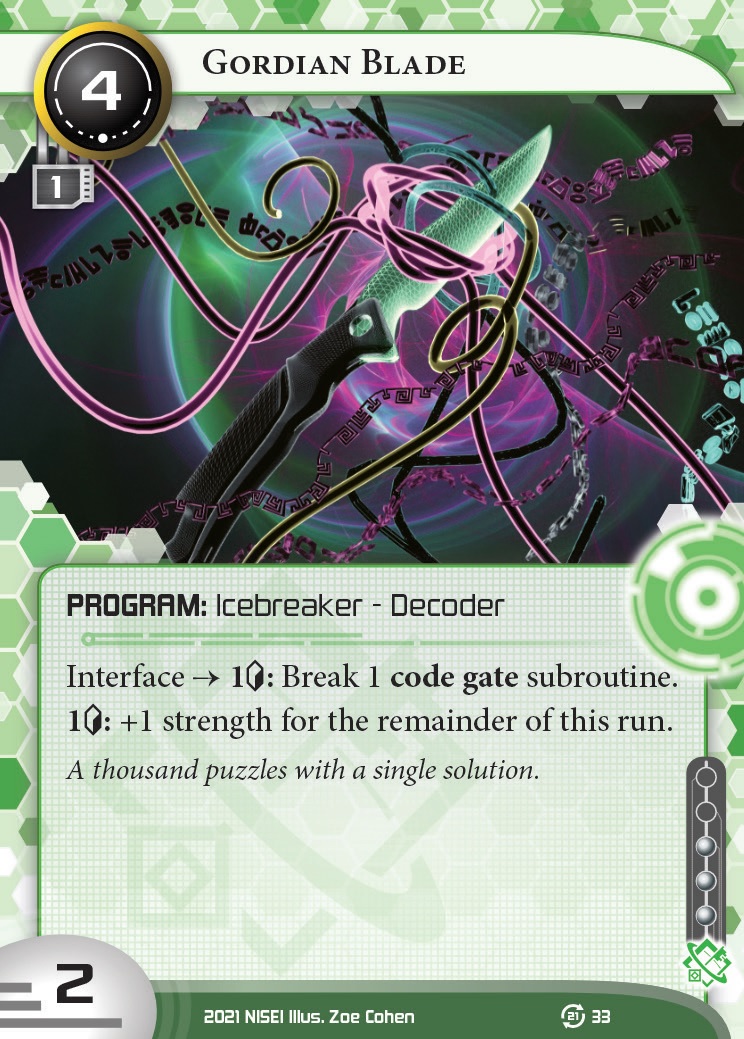 4
Gordian Blade
1
PROGRAM: Icebreaker - Decoder
Interface → 1: Break 1 code gate subroutine.
1: +1 strength for the remainder of this run.
A thousand puzzles with a single solution.
2
2021 NISEI Illus. Zoe Cohen
21 33